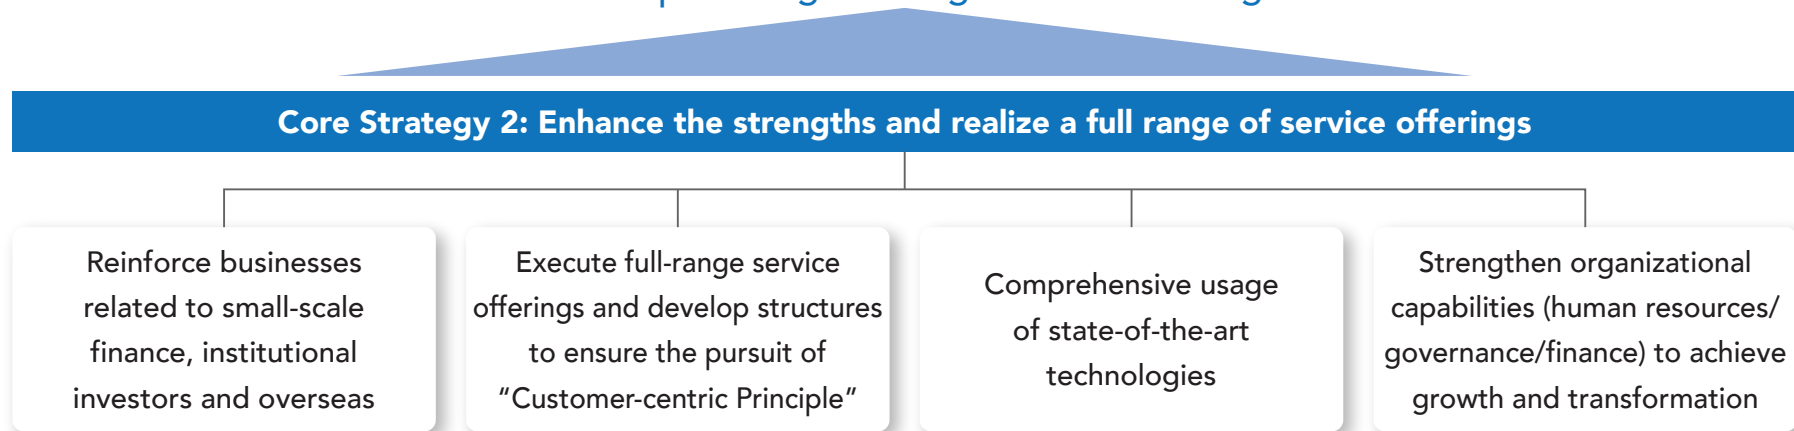 Core Strategy 2: Enhance the strengths and realize a full range of service offerings
Reinforce businesses
related to small-scale
finance, institutional
investors and overseas
Execute full-range service
offerings and develop structures
to ensure the pursuit of
“Customer-centric Principle”
Comprehensive usage
of state-of-the-art
technologies
Strengthen organizational
capabilities (human resources/
governance/finance) to achieve
growth and transformation